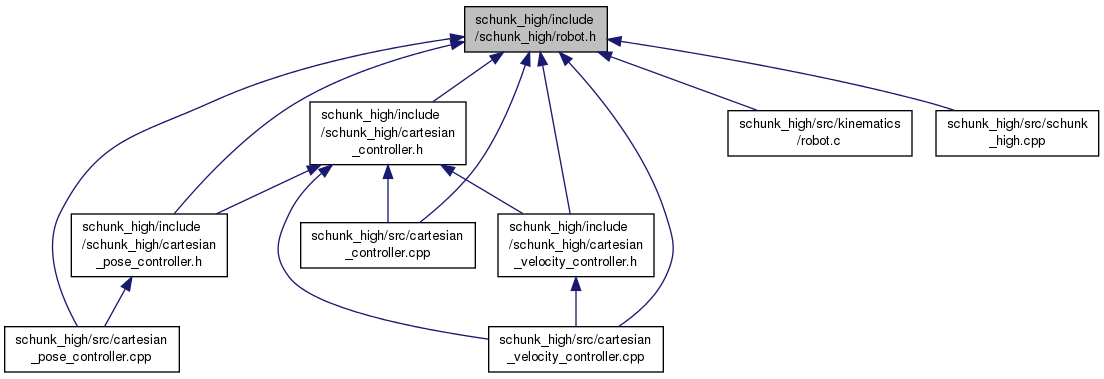 schunk_high/include
/schunk_high/robot.h
schunk_high/include
/schunk_high/cartesian
_controller.h
schunk_high/src/kinematics
/robot.c
schunk_high/src/schunk
_high.cpp
schunk_high/include
/schunk_high/cartesian
_pose_controller.h
schunk_high/src/cartesian
_controller.cpp
schunk_high/include
/schunk_high/cartesian
_velocity_controller.h
schunk_high/src/cartesian
_pose_controller.cpp
schunk_high/src/cartesian
_velocity_controller.cpp